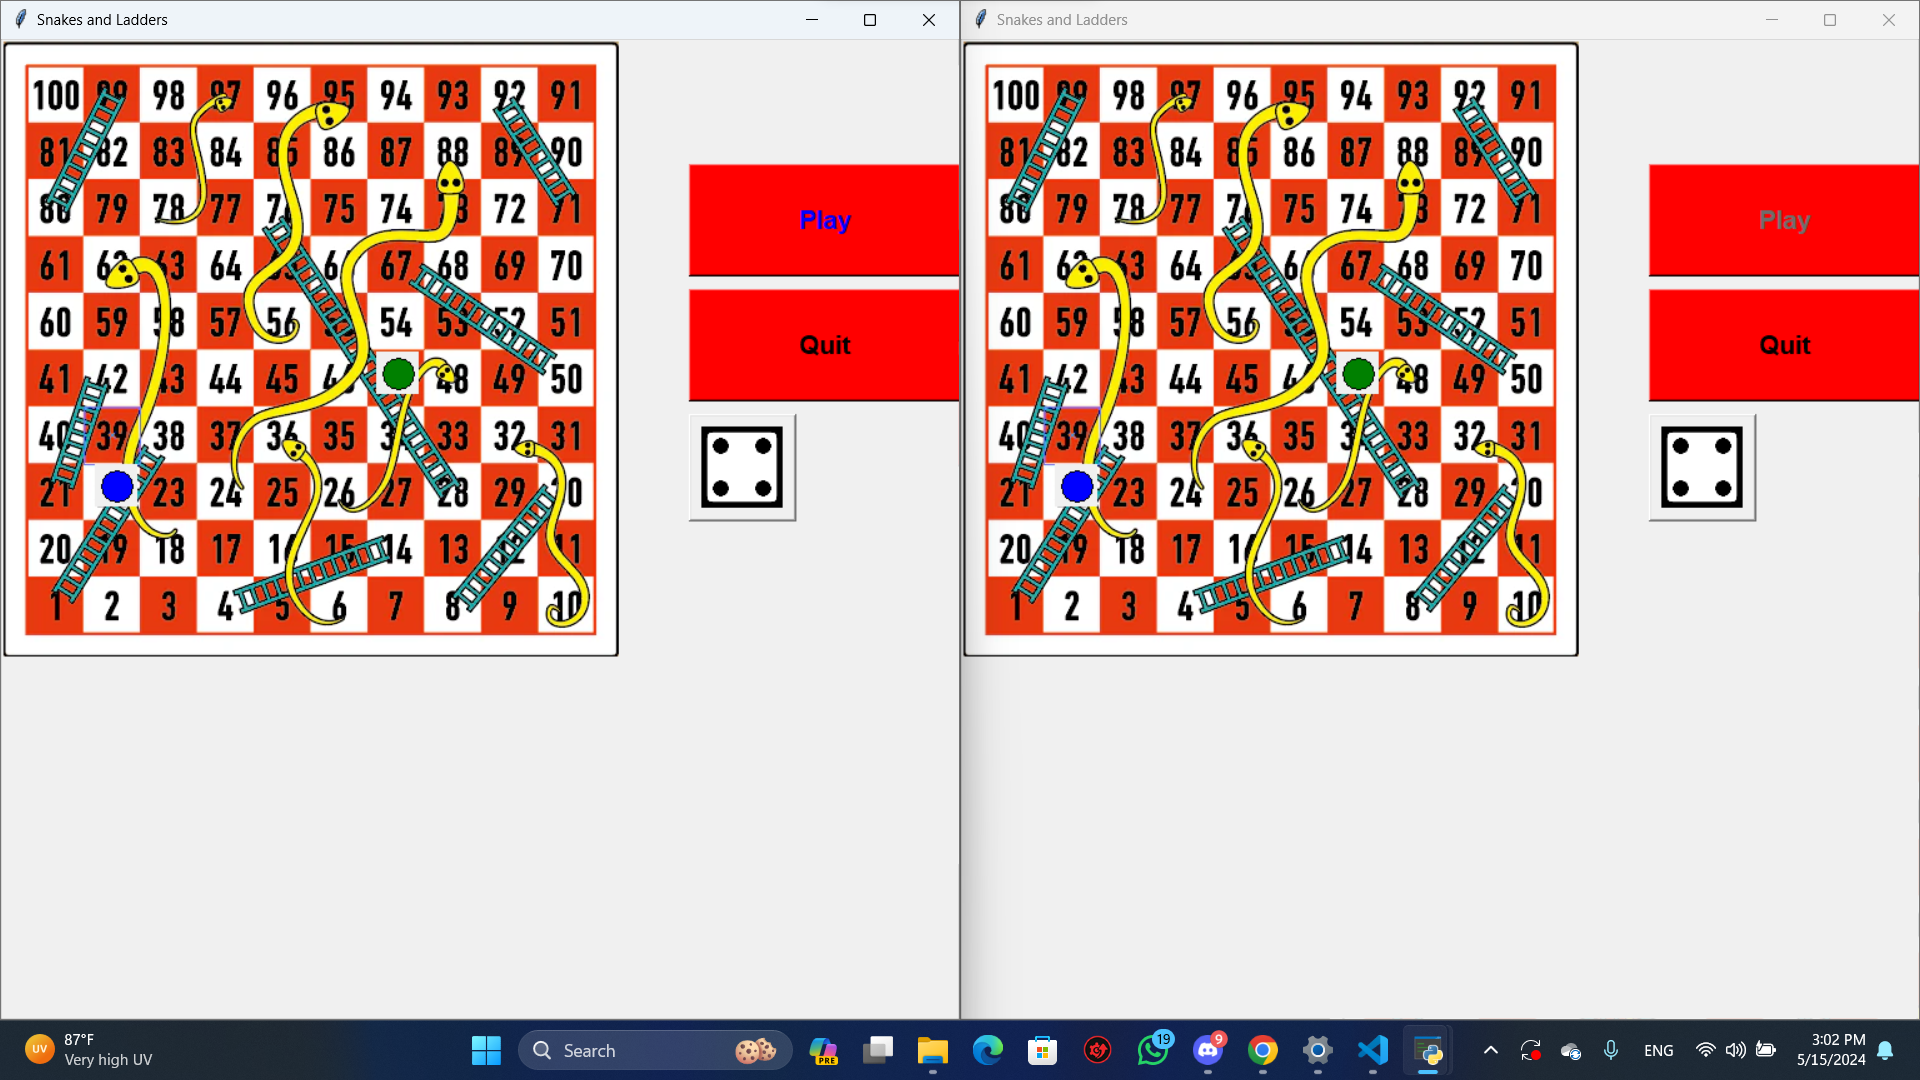 Snakes and Ladders
100 99 98 97 96 95 94 93 92 91
81 82 83 84 85 86 87 88 89 90
80 79 78 77 76 75 74 73 72 71
61 62 63 64 65 66 67 68 69 70
60 59 58 57 56 54 53 52 51
41 42 43 44 45 46 48 49 50
40 39 38 37 36 35 34 33 32 31
21 23 24 25 26 27 28 29 30
20 19 18 17 16 15 14 13 12 11
1 2 3 4 5 6 7 8 9 10
Play
Quit
Snakes and Ladders
100 99 98 97 96 95 94 93 92 91
81 82 83 84 85 86 87 88 89 90
80 79 78 77 76 75 74 73 72 71
61 62 63 64 65 66 67 68 69 70
60 59 58 57 56 54 53 52 51
41 42 43 44 45 46 48 49 50
40 39 38 37 36 35 34 33 32 31
21 23 24 25 26 27 28 29 30
20 19 18 17 16 15 14 13 12 11
1 2 3 4 5 6 7 8 9 10
Play
Quit
UV
87°F
Very high UV
Search
PRE
19
9
ENG
3:02 PM
5/15/2024